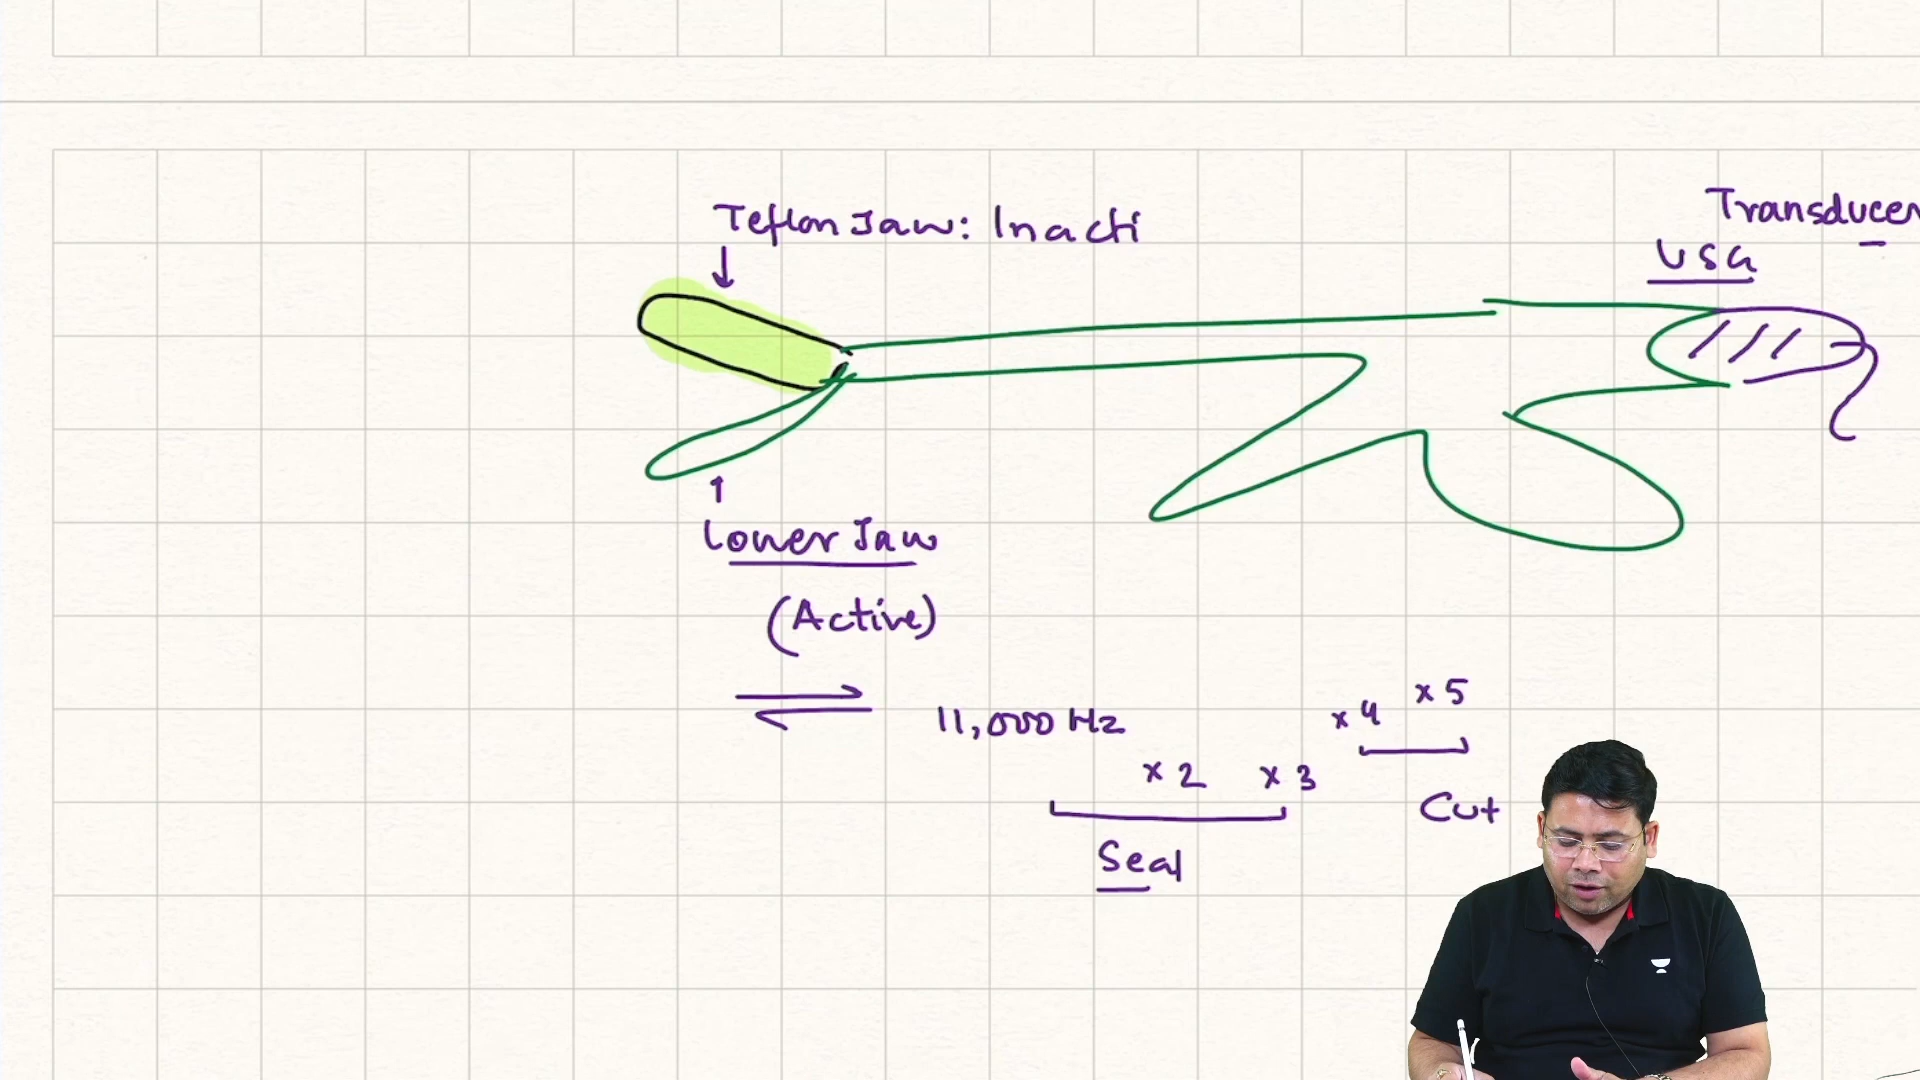 Transducer
Teflon Jaw: Inacti
USG
Lower Jaw
(Active)
11,000 Hz
x 2 x 3
x 4 x 5
Cut
Seal